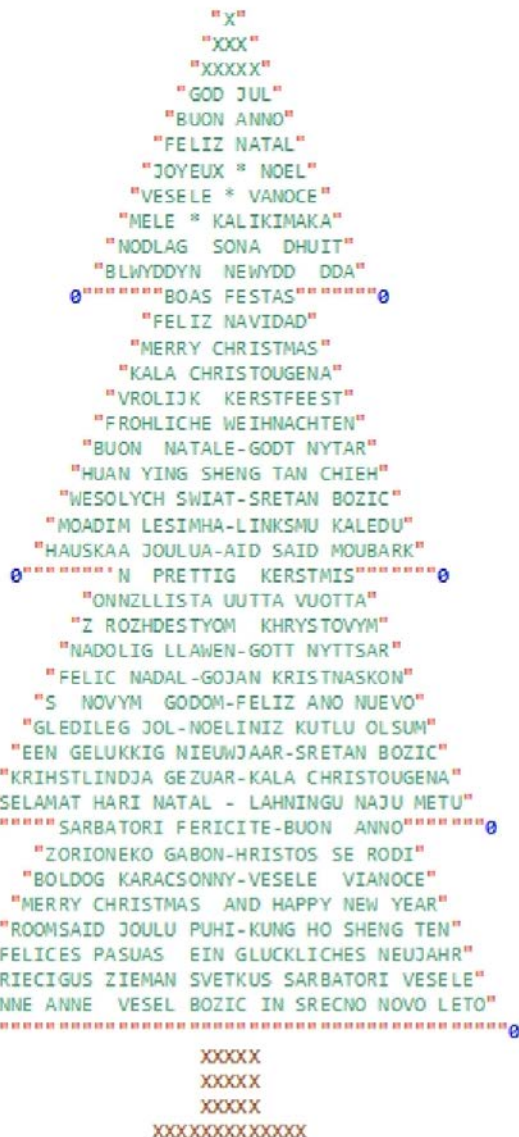 "X"
"XXX"
"XXXXX"
"GOD JUL"
"BUON ANNO"
"FELIZ NATAL"
"JOYEUX * NOEL"
"VESELE * VANOCE"
"MELE * KALIKIMAKA"
"NODLAG  SONA  DHUIT"
"BLWYDDYN  NEWYDD  DDA"
0"""""""BOAS FESTAS"""""""0
"FELIZ NAVIDAD"
"MERRY CHRISTMAS"
"KALA CHRISTOUGENA"
"VROLIJK  KERSTFEEST"
"FROHLICHE WEIHNACHTEN"
"BUON  NATALE-GODT NYTAR"
"HUAN YING SHENG TAN CHIEH"
"WESOLYCH SWIAT-SRETAN BOZIC"
"MOADIM LESIMHA-LINKSMU KALEDU"
"HAUSKAA JOULUA-AID SAID MOUBARK"
0"""""""'N  PRETTIG  KERSTMIS"""""""0
"ONNZLLISTA UUTTA VUOTTA"
"Z ROZHDESTYOM  KHRYSTOVYM"
"NADOLIG LLAWEN-GOTT NYTTSAR"
"FELIC NADAL-GOJAN KRISTNASKON"
"S  NOVYM  GODOM-FELIZ ANO NUEVO"
"GLEDILEG JOL-NOELINIZ KUTLU OLSUM"
"EEN GELUKKIG NIEUWJAAR-SRETAN BOZIC"
"KRIHSTLINDJA GEZUAR-KALA CHRISTOUGENA"
SELAMAT HARI NATAL - LAHNINGU NAJU METU"
"""""SARBATORI FERICITE-BUON  ANNO"""""""0
"ZORIONEKO GABON-HRISTOS SE RODI"
"BOLDOG KARACSONNY-VESELE  VIANOCE"
"MERRY CHRISTMAS  AND HAPPY NEW YEAR"
"ROOMSAID JOULU PUHI-KUNG HO SHENG TEN"
FELICES PASUAS  EIN GLUCKLICHES NEUJAHR"
RIECIGUS ZIEMAN SVETKUS SARBATORI VESELE"
NNE ANNE  VESEL BOZIC IN SRECNO NOVO LETO"
"""""""""""""""""""""""""""""""""""""""""""0
XXXXX
XXXXX
XXXXX
XXXXXXXXXXXXX